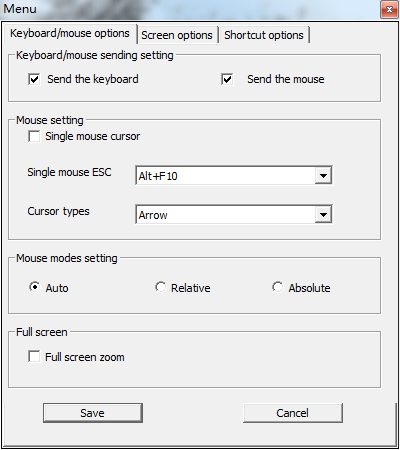 Menu
Keyboard/mouse options Screen options Shortcut options
Keyboard/mouse sending setting
Send the keyboard Send the mouse
Mouse setting
Single mouse cursor
Single mouse ESC Alt+F10
Cursor types Arrow
Mouse modes setting
Auto Relative Absolute
Full screen
Full screen zoom
Save Cancel